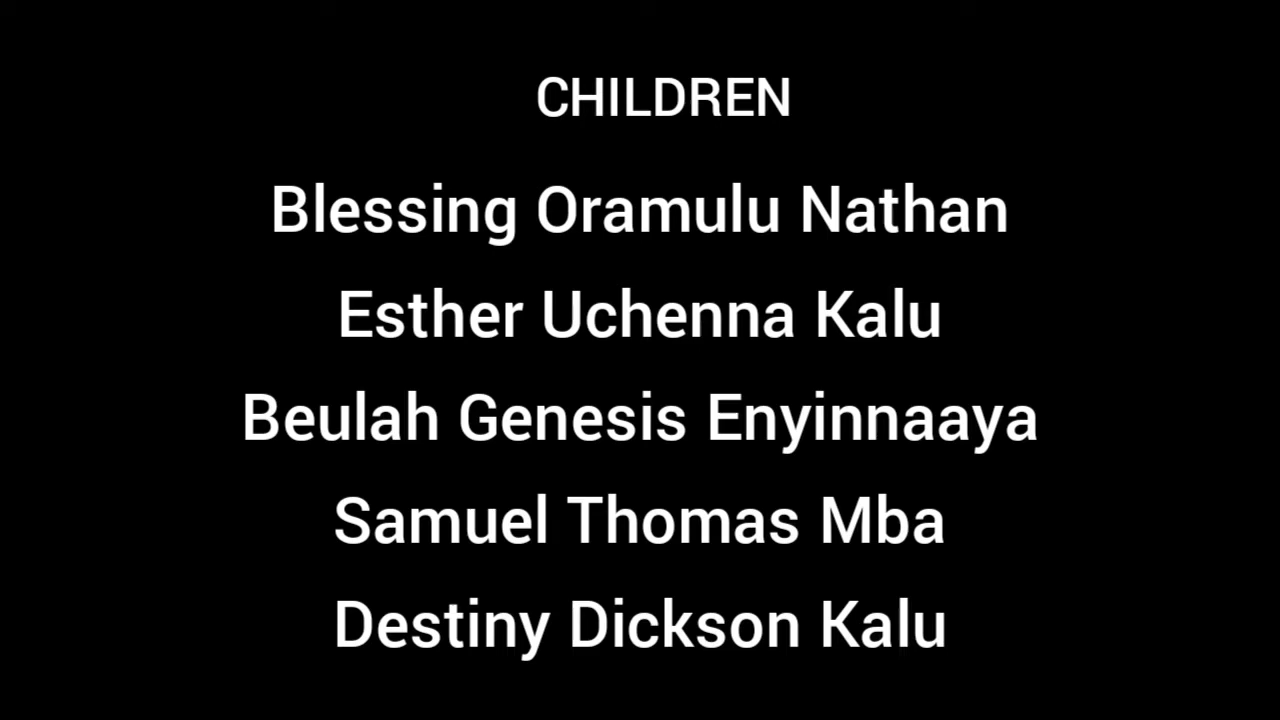 CHILDREN
Blessing Oramulu Nathan
Esther Uchenna Kalu
Beulah Genesis Enyinnaaya
Samuel Thomas Mba
Destiny Dickson Kalu